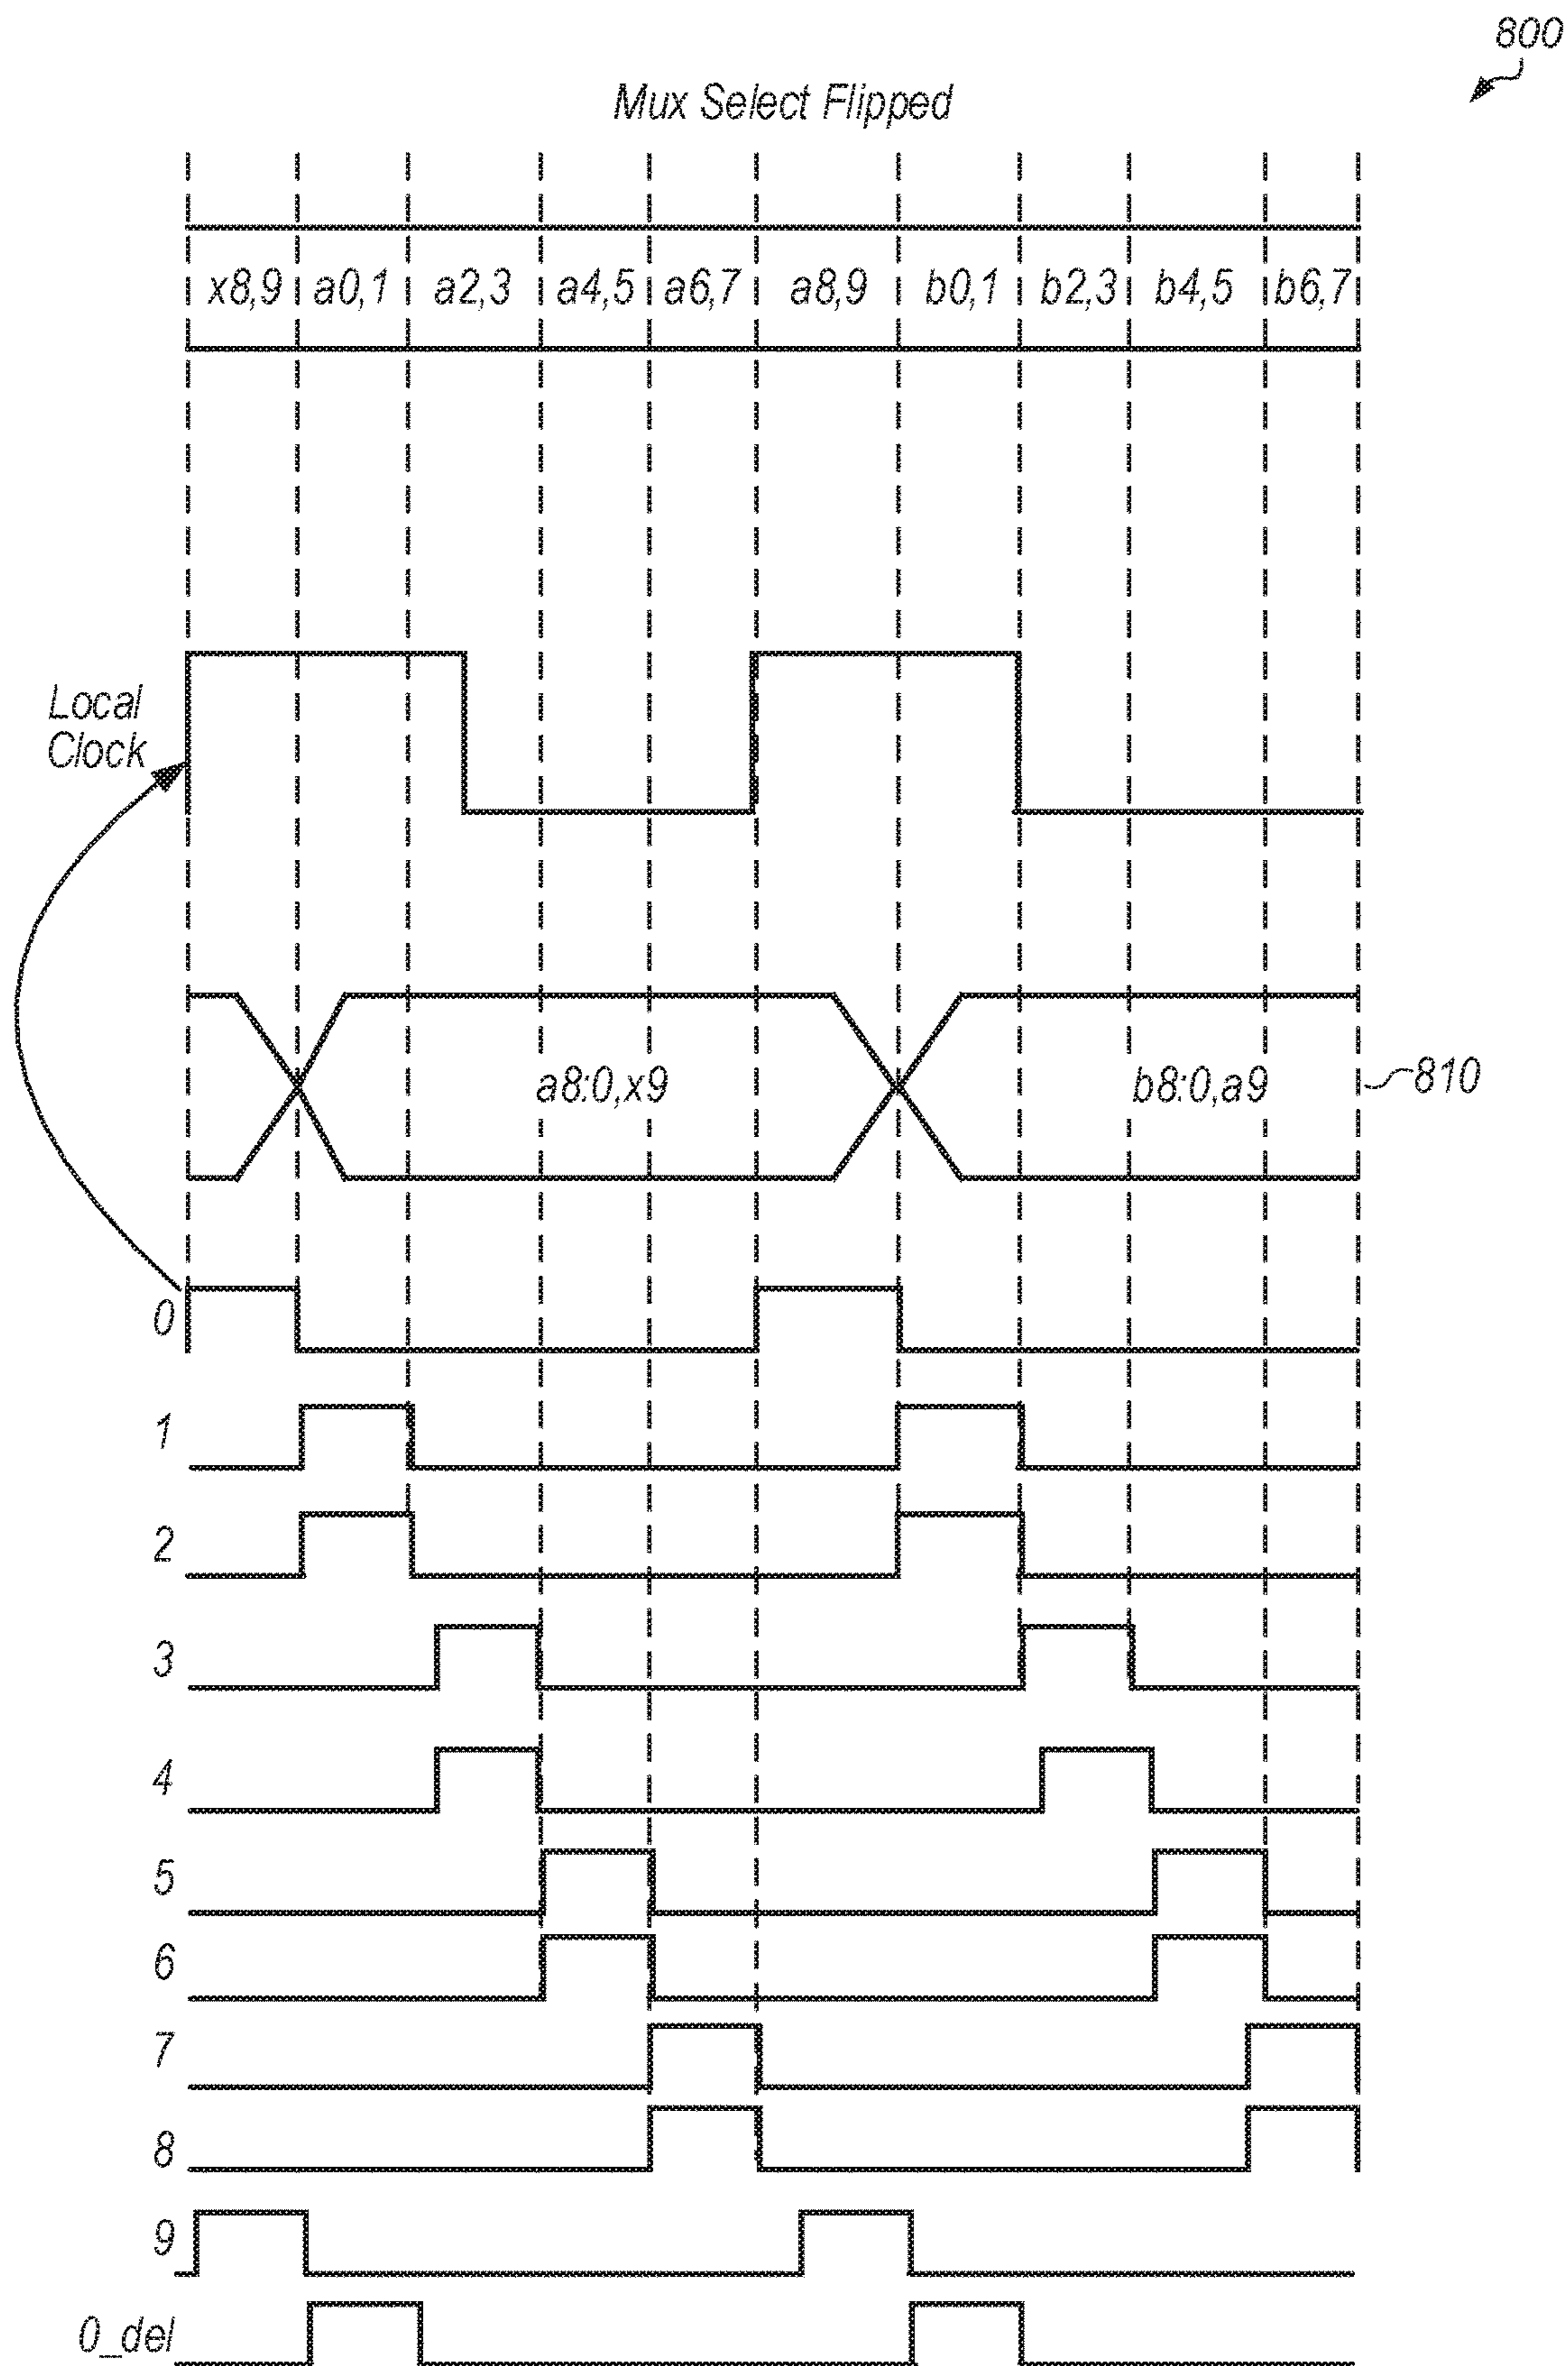 800
Mux Select Flipped
x8,9 a0,1 a2,3 a4,5 a6,7 a8,9 b0,1 b2,3 b4,5 b6,7
Local
Clock
a8:0,x9 b8:0,a9 810
0
1
2
3
4
5
6
7
8
9
0_del